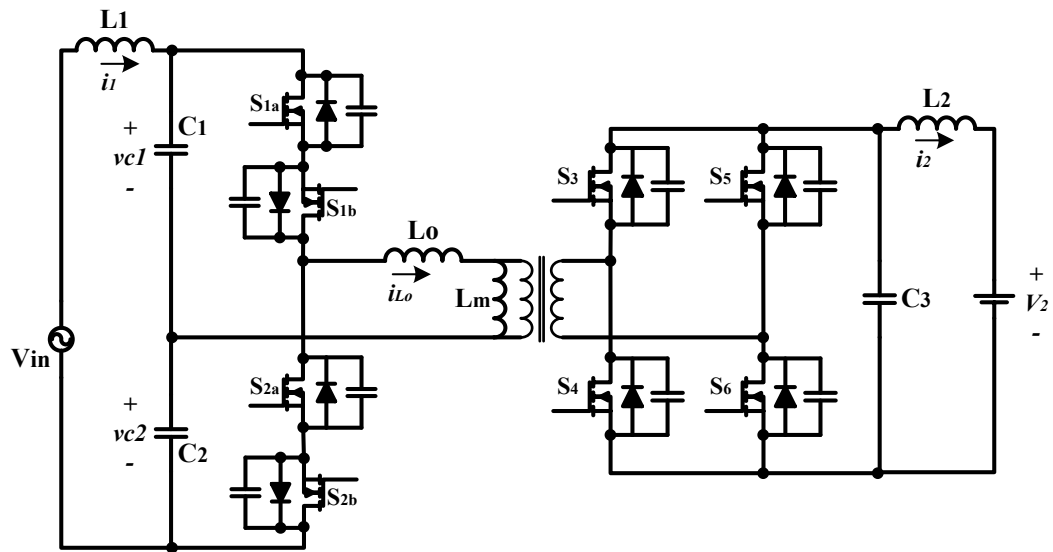 L1
i1
S1a
+
C1
vc1
-
S1b
Lo
iLo
Lm
Vin
S2a
+
vc2
C2
-
S2b
L2
i2
S3
S5
C3
+
V2
-
S4
S6